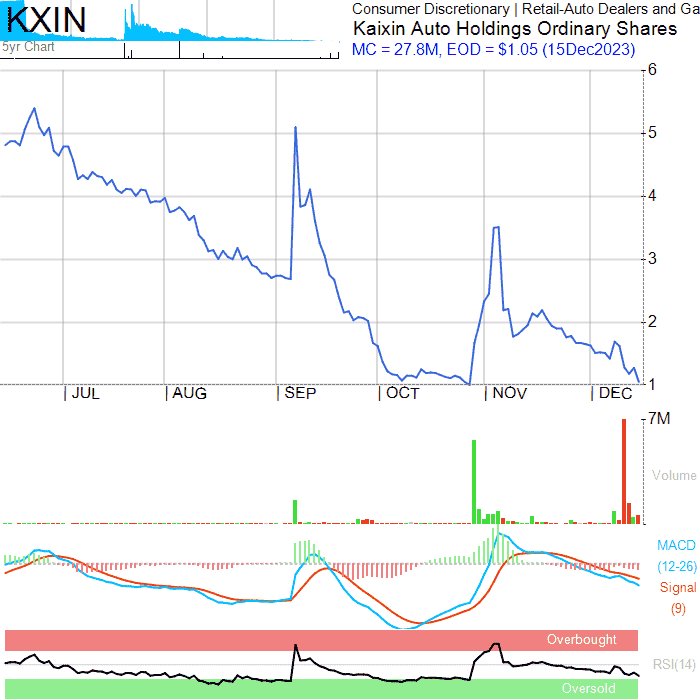 KXIN
5yr Chart
Consumer Discretionary | Retail-Auto Dealers and Ga
Kaixin Auto Holdings Ordinary Shares
MC = 27.8M, EOD = $1.05 (15Dec2023)
6
5
4
3
2
1
JUL AUG SEP OCT NOV DEC
7M
Volume
MACD
(12-26)
Signal
(9)
Overbought
RSI(14)
Oversold